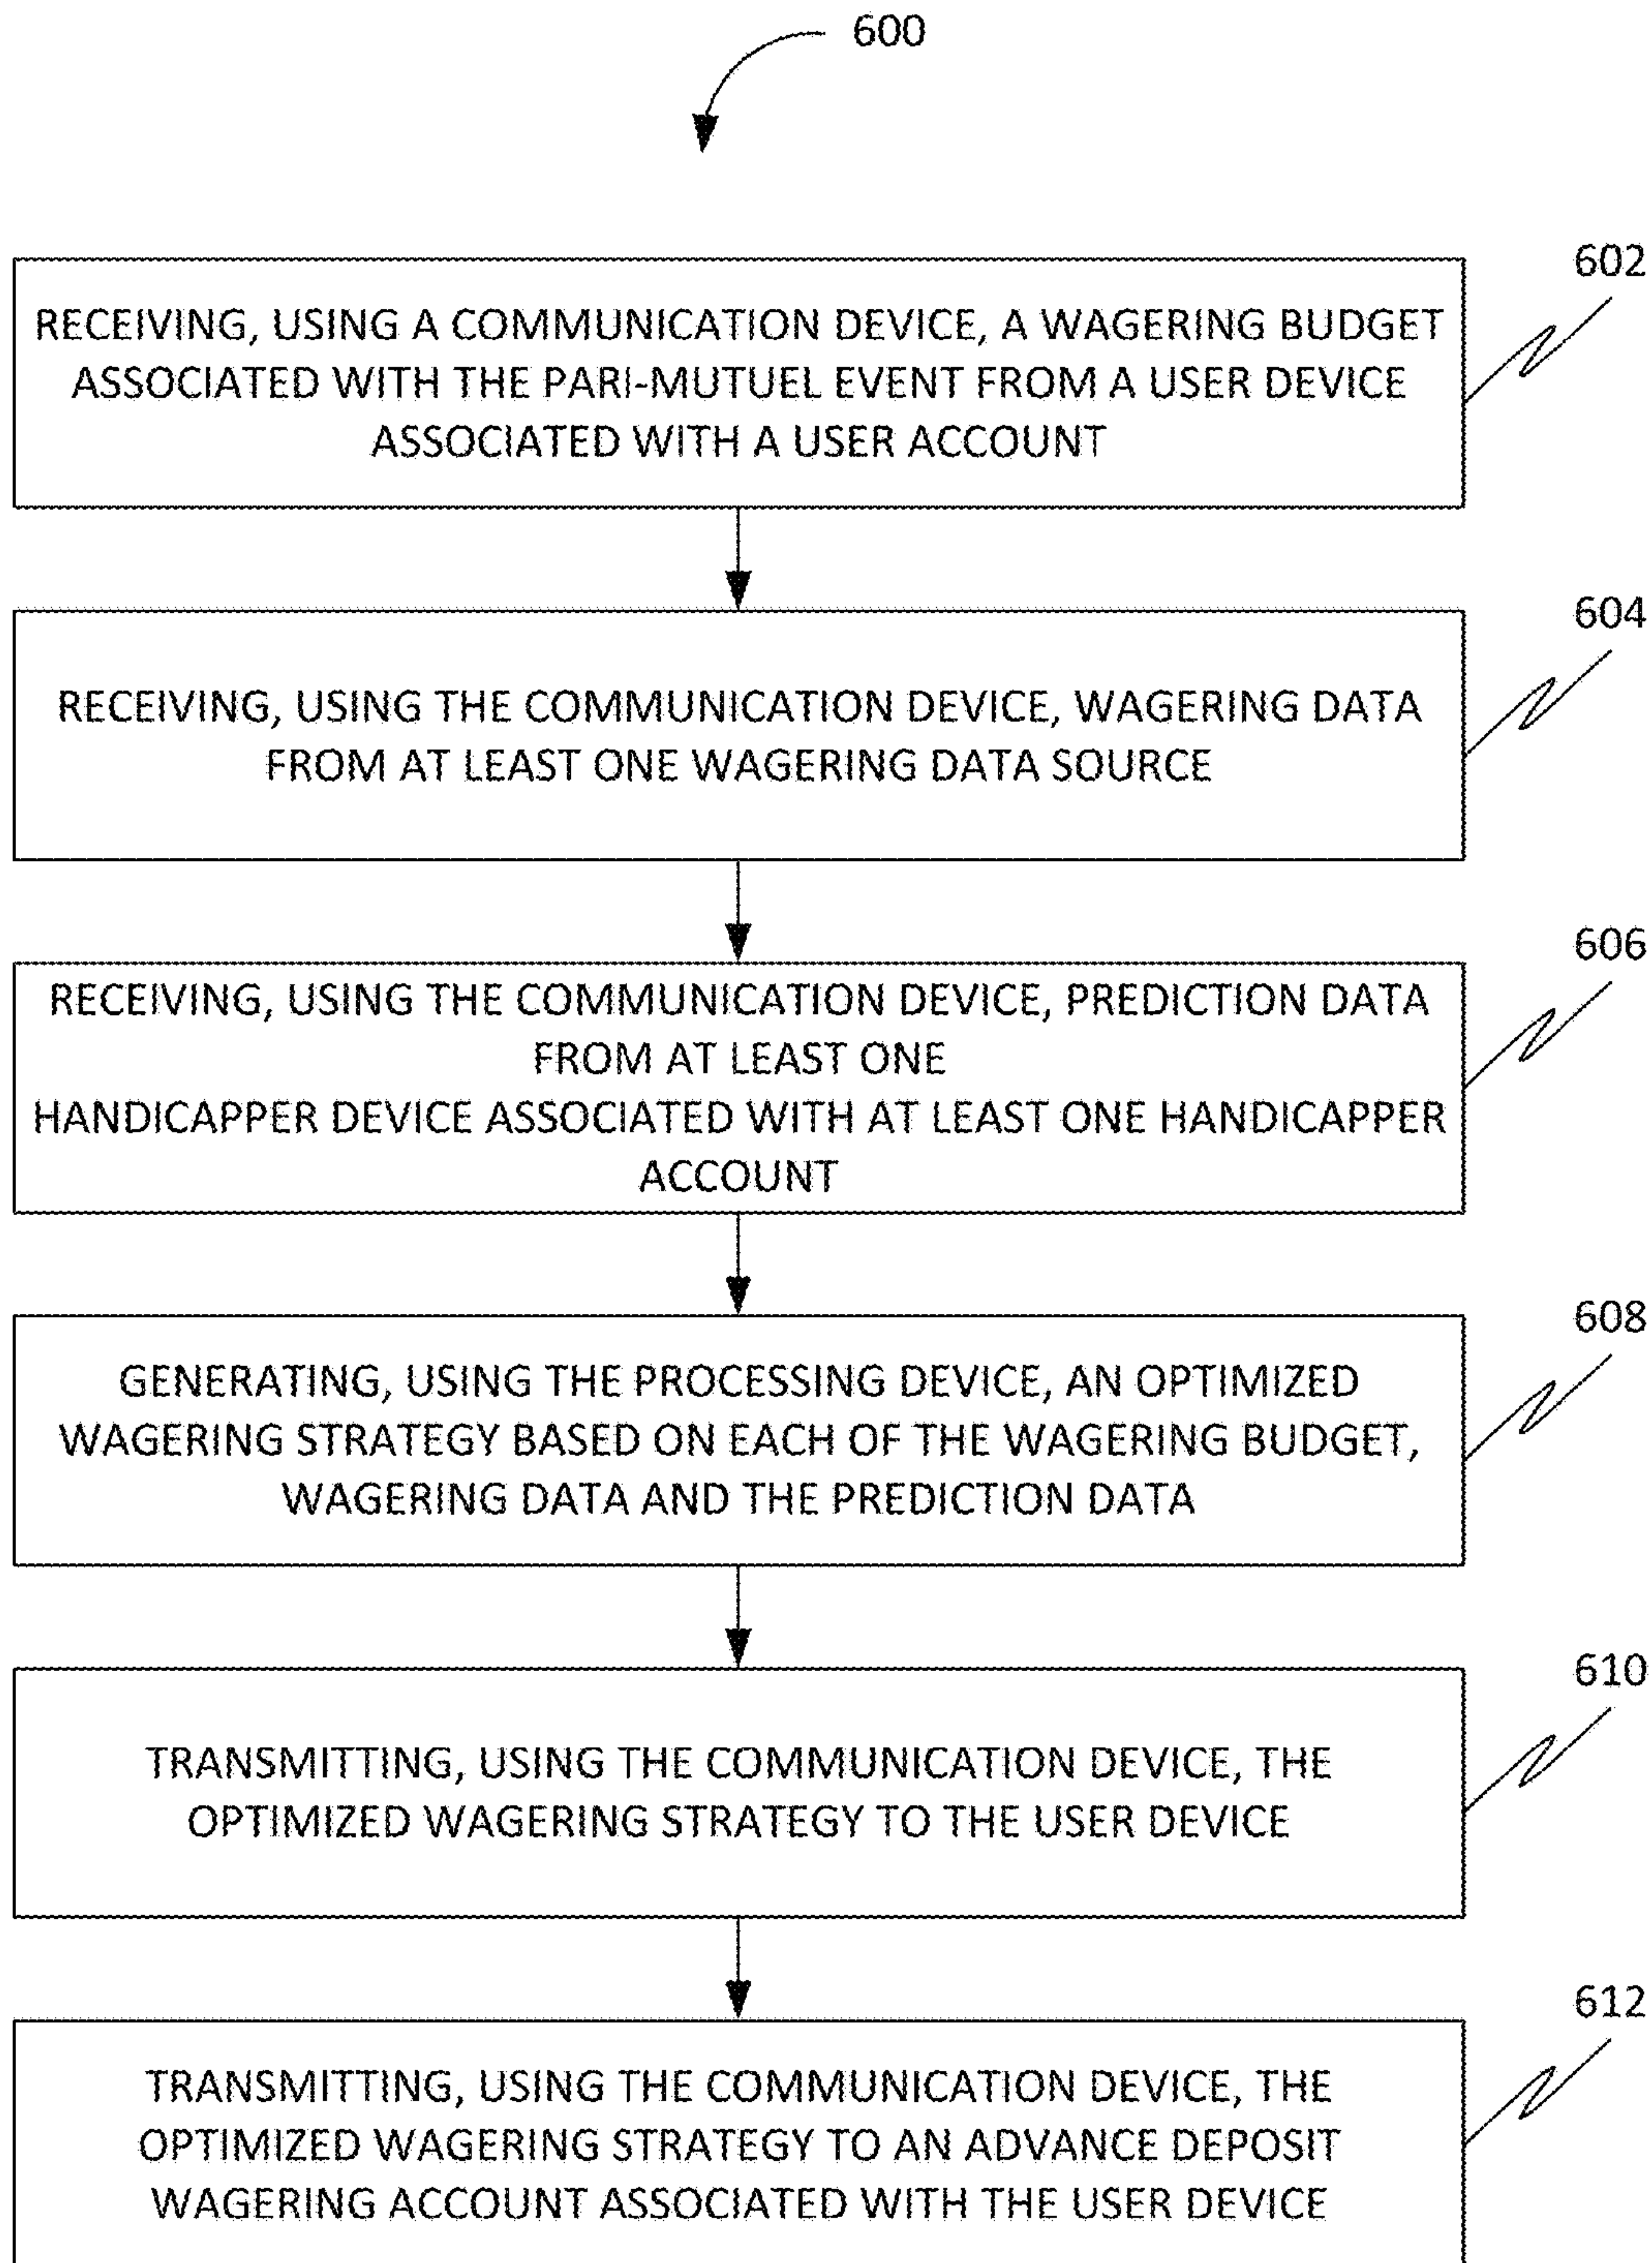 600
602
RECEIVING, USING A COMMUNICATION DEVICE, A WAGERING BUDGET
ASSOCIATED WITH THE PARI-MUTUEL EVENT FROM A USER DEVICE
ASSOCIATED WITH A USER ACCOUNT
604
RECEIVING, USING THE COMMUNICATION DEVICE, WAGERING DATA
FROM AT LEAST ONE WAGERING DATA SOURCE
606
RECEIVING, USING THE COMMUNICATION DEVICE, PREDICTION DATA
FROM AT LEAST ONE
HANDICAPPER DEVICE ASSOCIATED WITH AT LEAST ONE HANDICAPPER
ACCOUNT
608
GENERATING, USING THE PROCESSING DEVICE, AN OPTIMIZED
WAGERING STRATEGY BASED ON EACH OF THE WAGERING BUDGET,
WAGERING DATA AND THE PREDICTION DATA
610
TRANSMITTING, USING THE COMMUNICATION DEVICE, THE
OPTIMIZED WAGERING STRATEGY TO THE USER DEVICE
612
TRANSMITTING, USING THE COMMUNICATION DEVICE, THE
OPTIMIZED WAGERING STRATEGY TO AN ADVANCE DEPOSIT
WAGERING ACCOUNT ASSOCIATED WITH THE USER DEVICE